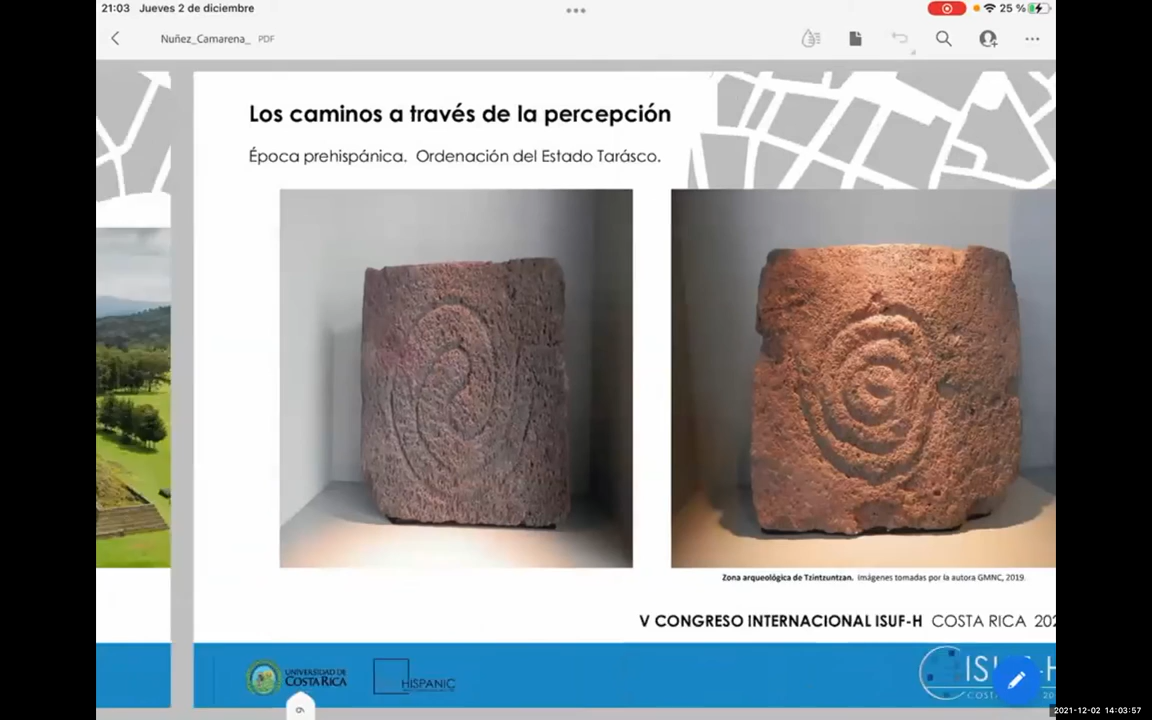 21:03 Jueves 2 de diciembre
25 %
Nuñez_Camarena_ PDF
Los caminos a través de la percepción
Época prehispánica. Ordenación del Estado Tarásco.
Zona arqueológica de Tzintzuntzan. Imágenes tomadas por la autora GMNC, 2019.
V CONGRESO INTERNACIONAL ISUF-H COSTA RICA 202
UNIVERSIDAD DE
COSTA RICA
HISPANIC
9
2021-12-02 14:03:57